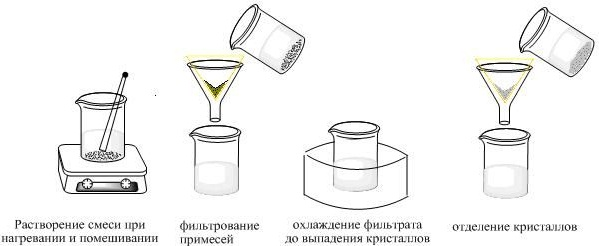 Растворение смеси при
нагревании и помешивании
фильтрование
примесей
охлаждение фильтрата
до выпадения кристаллов
отделение кристаллов